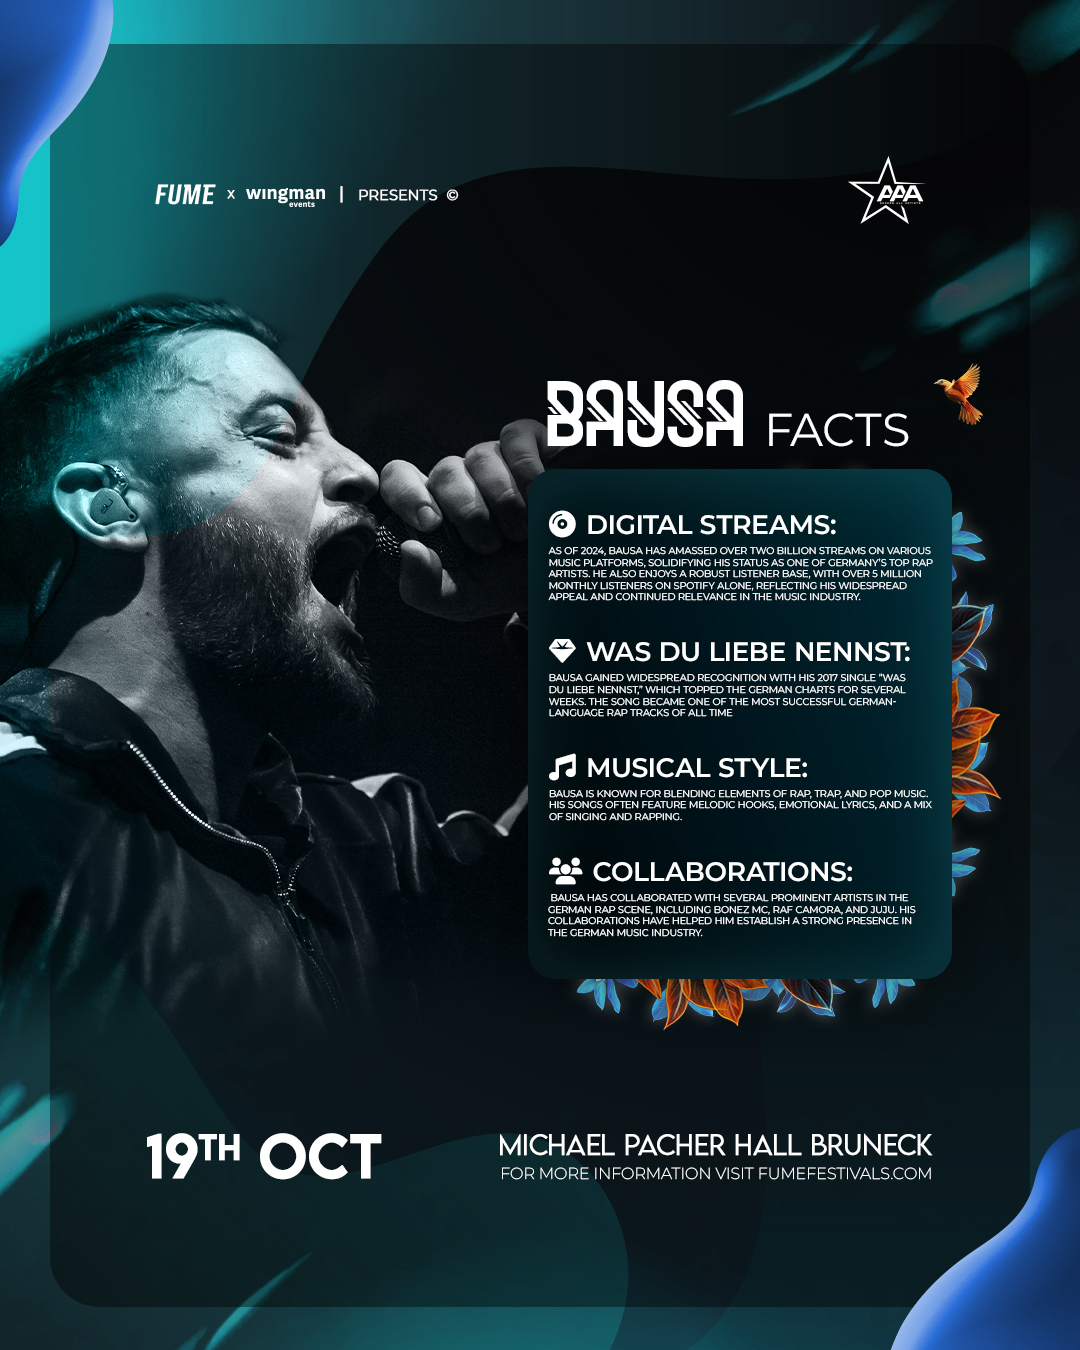 FUME x wingman events | PRESENTS ©
AAA
BAUSA FACTS
DIGITAL STREAMS:
AS OF 2024, BAUSA HAS AMASSED OVER TWO BILLION STREAMS ON VARIOUS
MUSIC PLATFORMS, SOLIDIFYING HIS STATUS AS ONE OF GERMANY'S TOP RAP
ARTISTS. HE ALSO ENJOYS A ROBUST LISTENER BASE, WITH OVER 5 MILLION
MONTHLY LISTENERS ON SPOTIFY ALONE, REFLECTING HIS WIDESPREAD
APPEAL AND CONTINUED RELEVANCE IN THE MUSIC INDUSTRY.
WAS DU LIEBE NENNST:
BAUSA GAINED WIDESPREAD RECOGNITION WITH HIS 2017 SINGLE "WAS
DU LIEBE NENNST," WHICH TOPPED THE GERMAN CHARTS FOR SEVERAL
WEEKS. THE SONG BECAME ONE OF THE MOST SUCCESSFUL GERMAN-
LANGUAGE RAP TRACKS OF ALL TIME
MUSICAL STYLE:
BAUSA IS KNOWN FOR BLENDING ELEMENTS OF RAP, TRAP, AND POP MUSIC.
HIS SONGS OFTEN FEATURE MELODIC HOOKS, EMOTIONAL LYRICS, AND A MIX
OF SINGING AND RAPPING.
COLLABORATIONS:
BAUSA HAS COLLABORATED WITH SEVERAL PROMINENT ARTISTS IN THE
GERMAN RAP SCENE, INCLUDING BONEZ MC, RAF CAMORA, AND JUJU. HIS
COLLABORATIONS HAVE HELPED HIM ESTABLISH A STRONG PRESENCE IN
THE GERMAN MUSIC INDUSTRY.
19TH OCT
MICHAEL PACHER HALL BRUNECK
FOR MORE INFORMATION VISIT FUMEFESTIVALS.COM